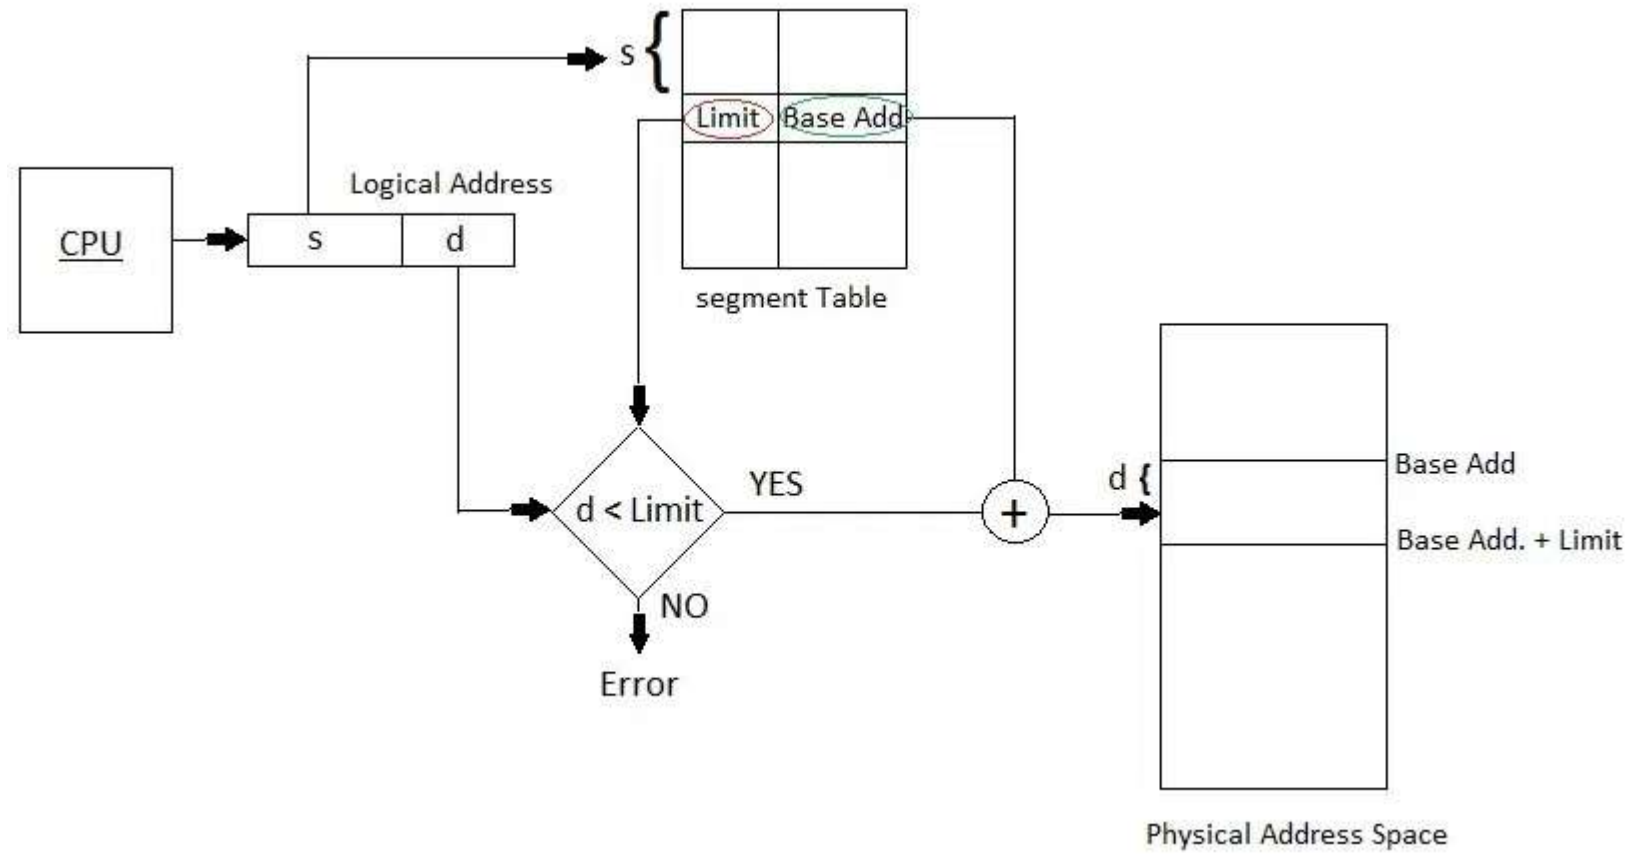 s {
Limit
Base Add
Logical Address
CPU
s
d
segment Table
Base Add
d {
YES
d < Limit
+
Base Add. + Limit
NO
Error
Physical Address Space